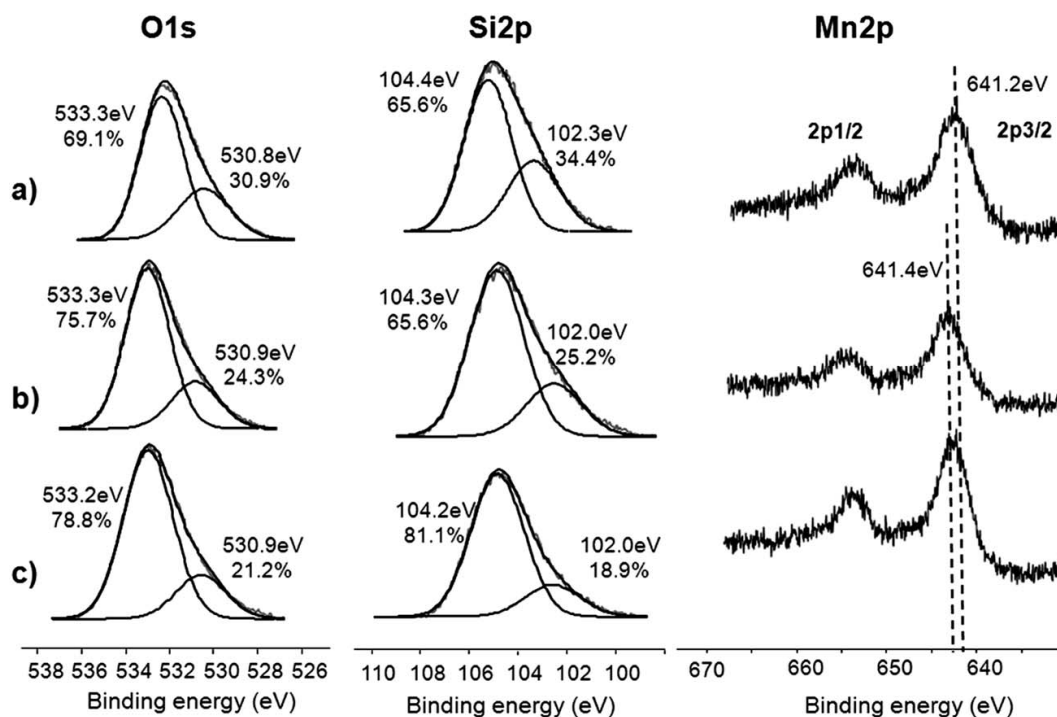 O1s
Si2p
Mn2p
a)
533.3eV
69.1%
530.8eV
30.9%
104.4eV
65.6%
102.3eV
34.4%
2p1/2
641.2eV
2p3/2
b)
533.3eV
75.7%
530.9eV
24.3%
104.3eV
65.6%
102.0eV
25.2%
641.4eV
c)
533.2eV
78.8%
530.9eV
21.2%
104.2eV
81.1%
102.0eV
18.9%
538 536 534 532 530 528 526
Binding energy (eV)
110 108 106 104 102 100
Binding energy (eV)
670 660 650 640
Binding energy (eV)